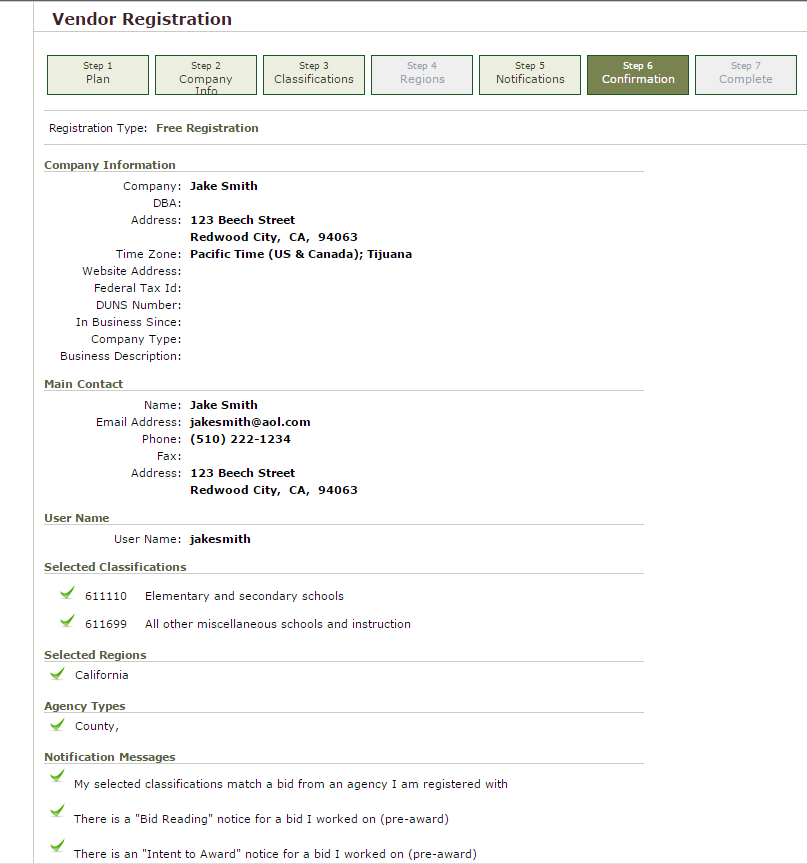 Vendor Registration
Step 1 Step 2 Step 3 Step 4 Step 5 Step 6 Step 7
Plan Company Classifications Regions Notifications Confirmation Complete
Info
Registration Type: Free Registration
Company Information
Company: Jake Smith
DBA:
Address: 123 Beech Street
Redwood City, CA, 94063
Time Zone: Pacific Time (US & Canada); Tijuana
Website Address:
Federal Tax Id:
DUNS Number:
In Business Since:
Company Type:
Business Description:
Main Contact
Name: Jake Smith
Email Address: jakesmith@aol.com
Phone: (510) 222-1234
Fax:
Address: 123 Beech Street
Redwood City, CA, 94063
User Name
User Name: jakesmith
Selected Classifications
611110 Elementary and secondary schools
611699 All other miscellaneous schools and instruction
Selected Regions
California
Agency Types
County,
Notification Messages
My selected classifications match a bid from an agency I am registered with
There is a "Bid Reading" notice for a bid I worked on (pre-award)
There is an "Intent to Award" notice for a bid I worked on (pre-award)